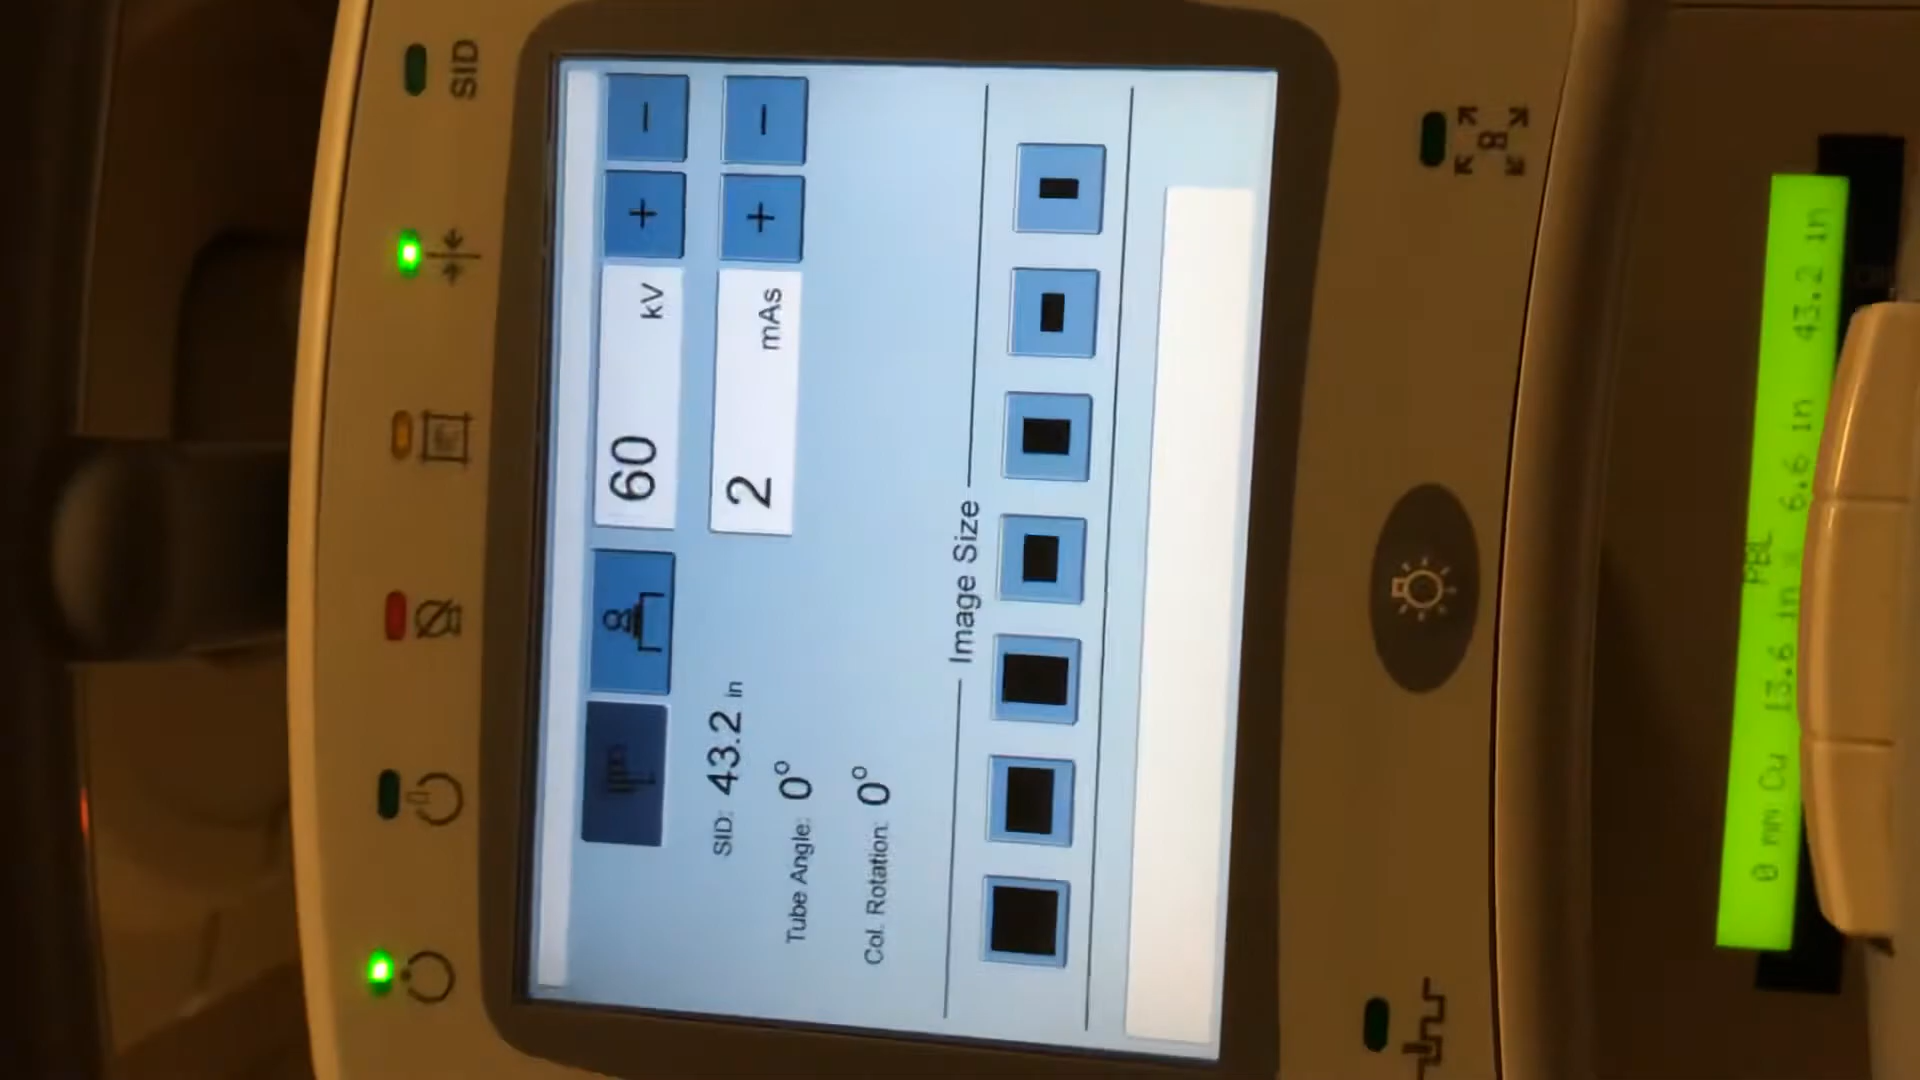 SID
60 kV + −
2 mAs + −
SID: 43.2 in
Tube Angle: 0°
Col. Rotation: 0°
Image Size
PBL
0 mm Cu 13.6 in x 6.6 in 43.2 in